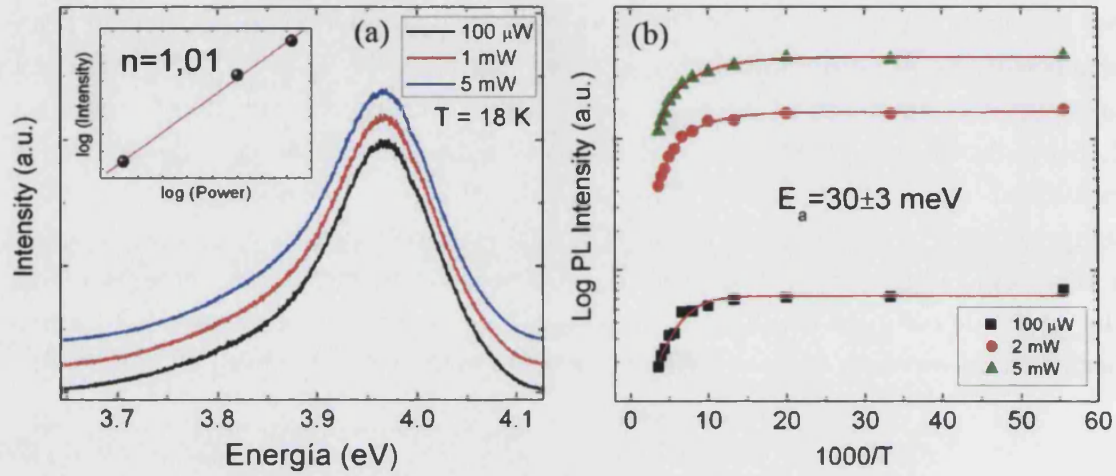 (a)
100 µW
1 mW
5 mW
T = 18 K
n=1,01
log (Intensity)
log (Power)
Intensity (a.u.)
3.7 3.8 3.9 4.0 4.1
Energía (eV)
(b)
Log PL Intensity (a.u.)
E_a=30±3 meV
100 µW
2 mW
5 mW
0 10 20 30 40 50 60
1000/T